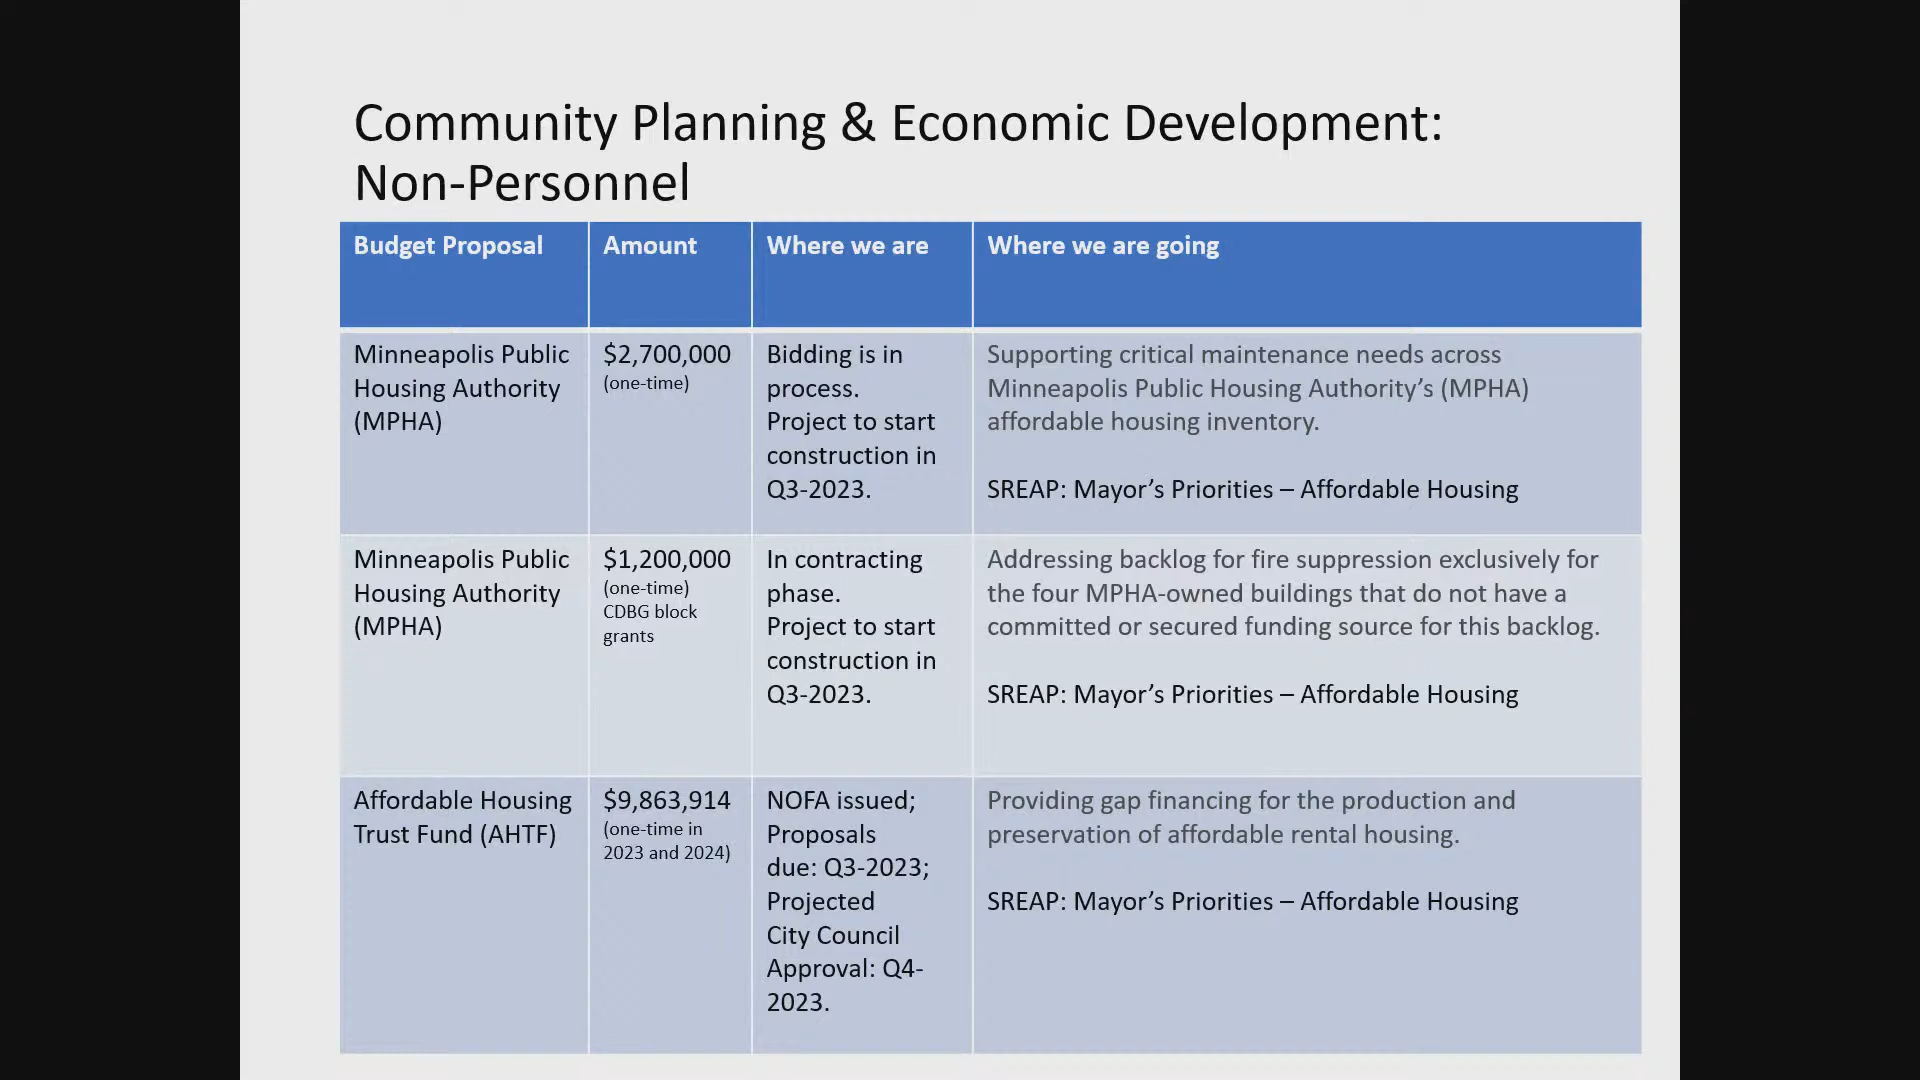 Community Planning & Economic Development:
Non-Personnel
Budget Proposal
Amount
Where we are
Where we are going
Minneapolis Public
Housing Authority
(MPHA)
$2,700,000
(one-time)
Bidding is in
process.
Project to start
construction in
Q3-2023.
Supporting critical maintenance needs across
Minneapolis Public Housing Authority’s (MPHA)
affordable housing inventory.
SREAP: Mayor’s Priorities – Affordable Housing
Minneapolis Public
Housing Authority
(MPHA)
$1,200,000
(one-time)
CDBG block
grants
In contracting
phase.
Project to start
construction in
Q3-2023.
Addressing backlog for fire suppression exclusively for
the four MPHA-owned buildings that do not have a
committed or secured funding source for this backlog.
SREAP: Mayor’s Priorities – Affordable Housing
Affordable Housing
Trust Fund (AHTF)
$9,863,914
(one-time in
2023 and 2024)
NOFA issued;
Proposals
due: Q3-2023;
Projected
City Council
Approval: Q4-
2023.
Providing gap financing for the production and
preservation of affordable rental housing.
SREAP: Mayor’s Priorities – Affordable Housing